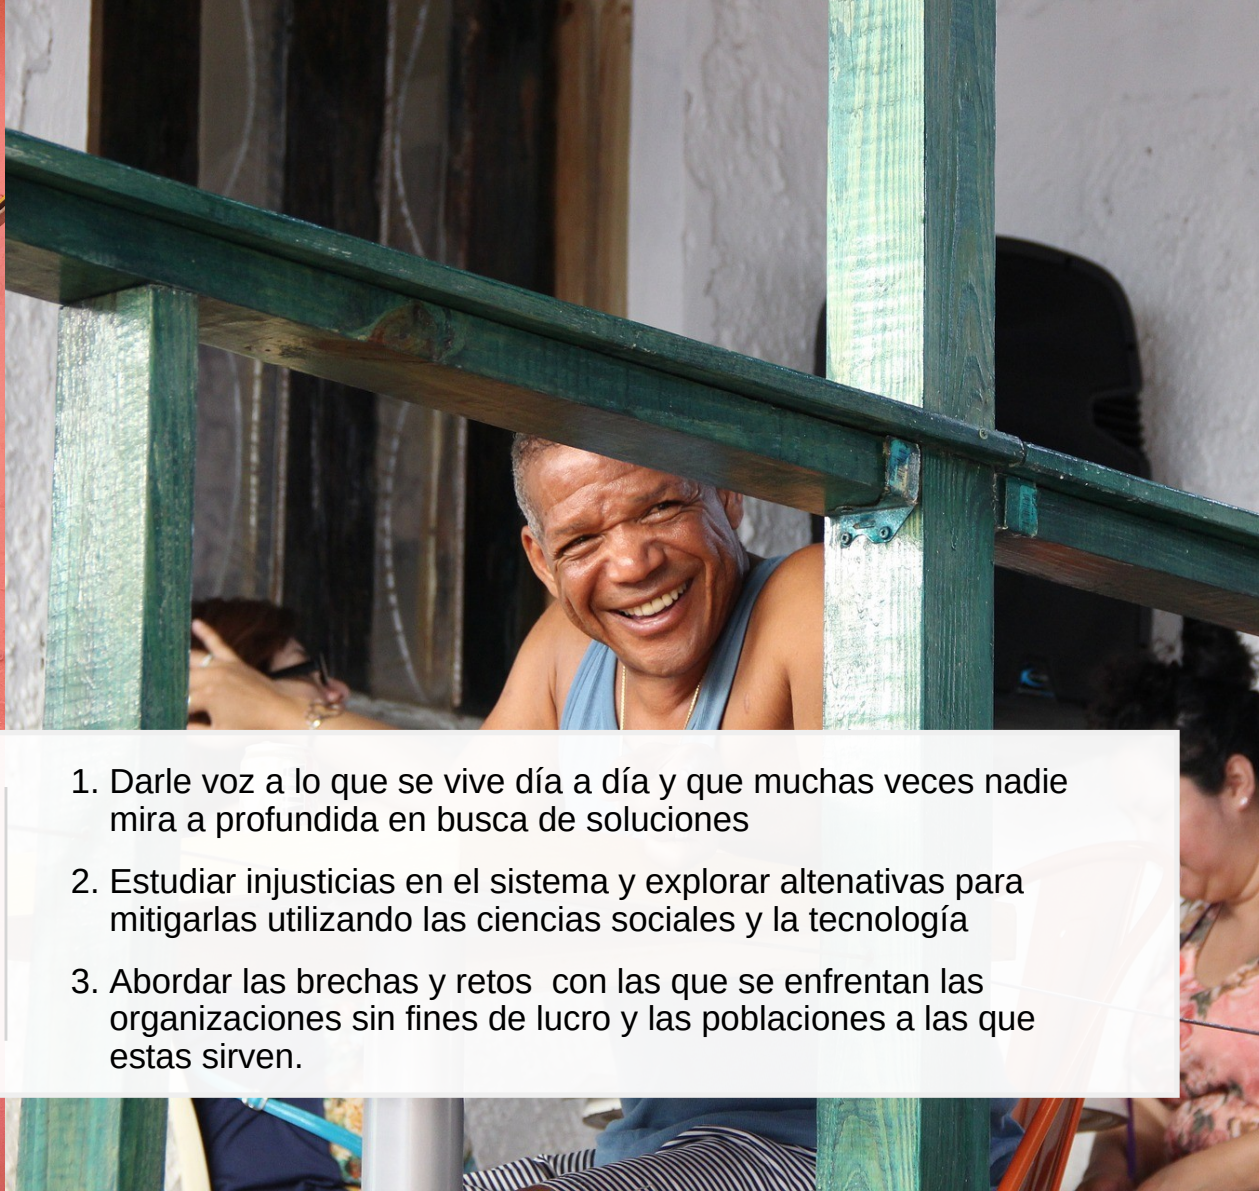 1. Darle voz a lo que se vive día a día y que muchas veces nadie
mira a profundida en busca de soluciones
2. Estudiar injusticias en el sistema y explorar altenativas para
mitigarlas utilizando las ciencias sociales y la tecnología
3. Abordar las brechas y retos  con las que se enfrentan las
organizaciones sin fines de lucro y las poblaciones a las que
estas sirven.